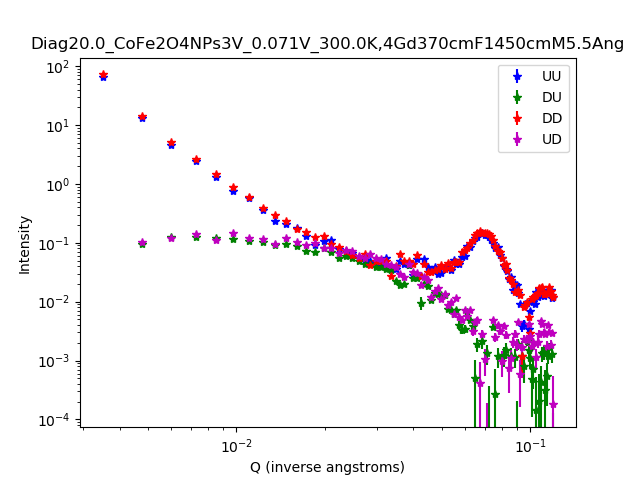 Diag20.0_CoFe2O4NPs3V_0.071V_300.0K,4Gd370cmF1450cmM5.5Ang
UU
DU
DD
UD
Intensity
10²
10¹
10⁰
10⁻¹
10⁻²
10⁻³
10⁻⁴
10⁻² 10⁻¹
Q (inverse angstroms)